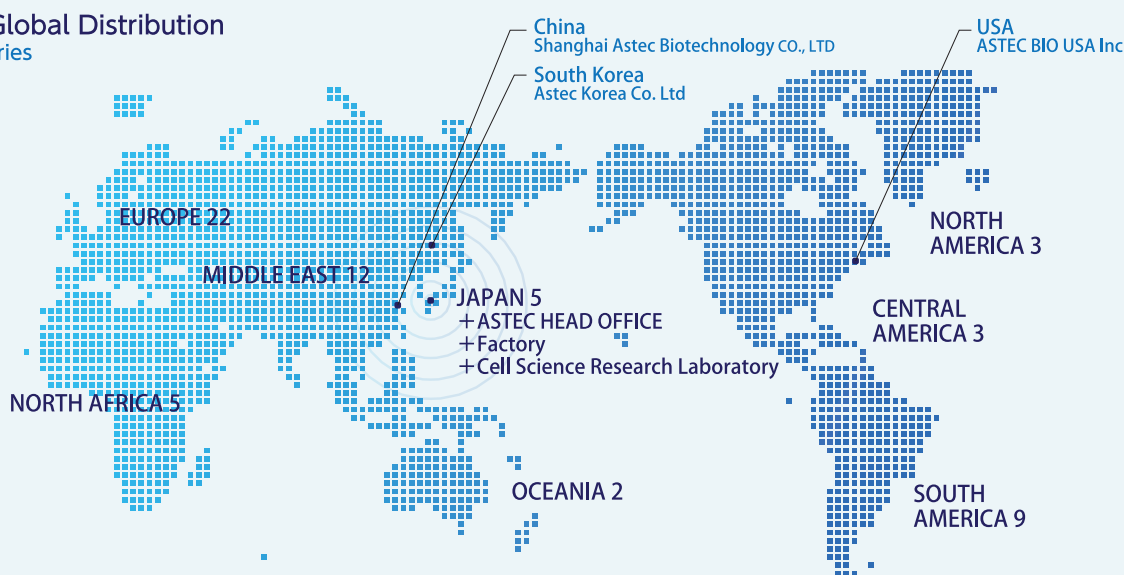 Global Distribution
ries
China
Shanghai Astec Biotechnology CO., LTD
South Korea
Astec Korea Co. Ltd
USA
ASTEC BIO USA Inc
EUROPE 22
MIDDLE EAST 12
NORTH AFRICA 5
JAPAN 5
+ASTEC HEAD OFFICE
+Factory
+Cell Science Research Laboratory
OCEANIA 2
NORTH
AMERICA 3
CENTRAL
AMERICA 3
SOUTH
AMERICA 9